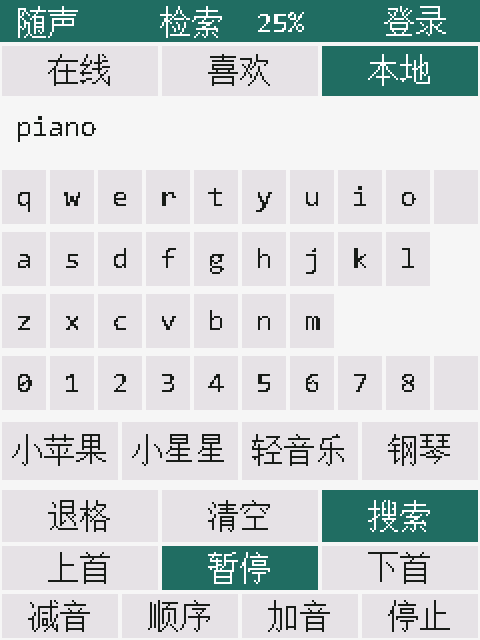 随声 检索 25% 登录
在线 喜欢 本地
piano
q w e r t y u i o
a s d f g h j k l
z x c v b n m
0 1 2 3 4 5 6 7 8
小苹果 小星星 轻音乐 钢琴
退格 清空 搜索
上首 暂停 下首
减音 顺序 加音 停止